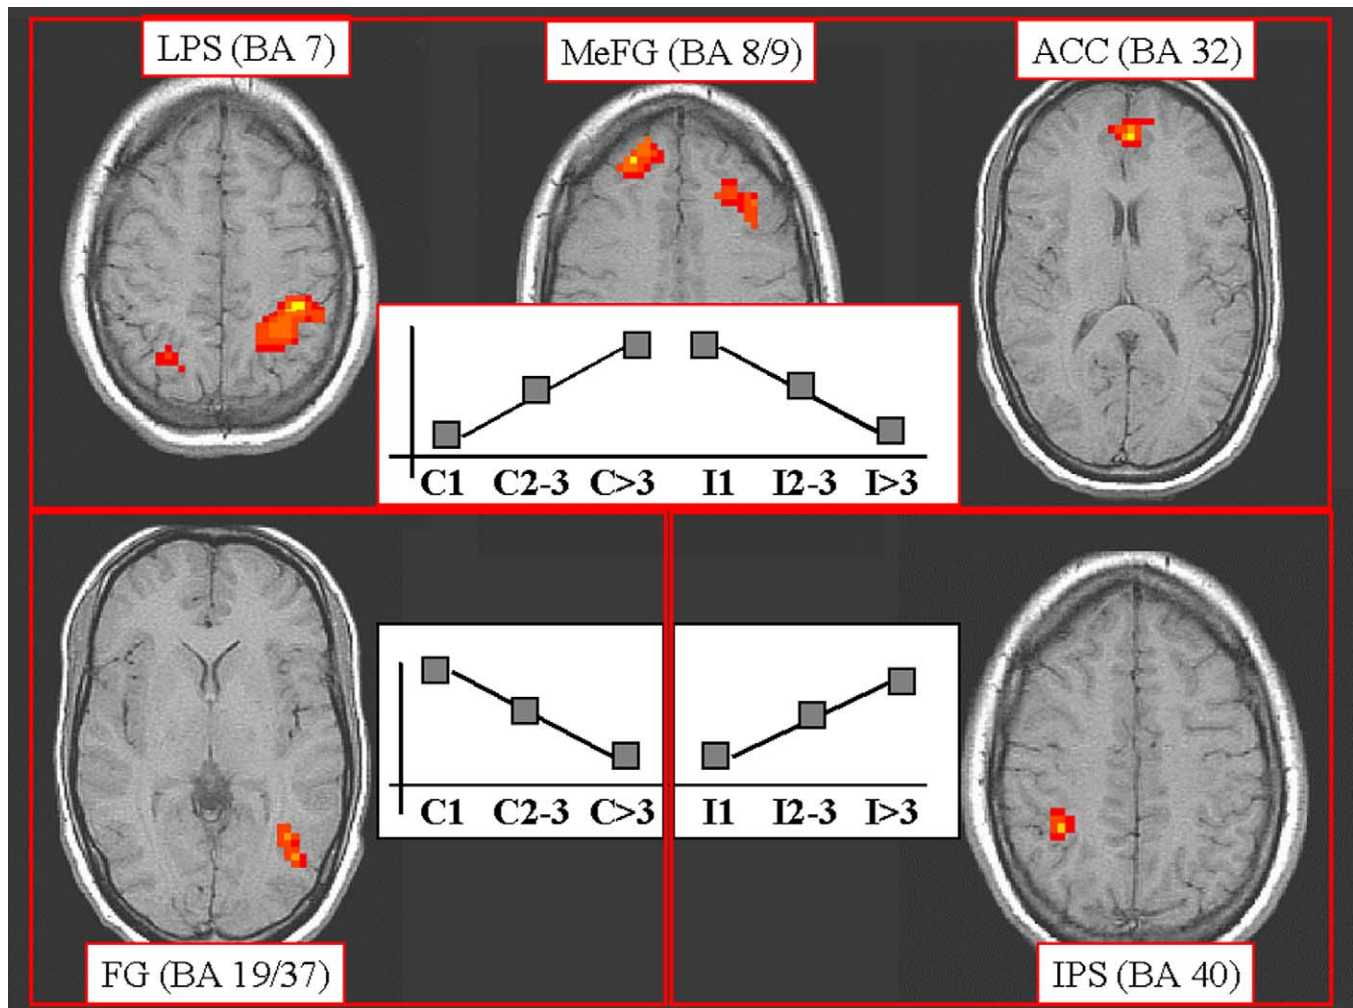 LPS (BA 7)
MeFG (BA 8/9)
ACC (BA 32)
C1 C2-3 C>3 I1 I2-3 I>3
C1 C2-3 C>3
I1 I2-3 I>3
FG (BA 19/37)
IPS (BA 40)